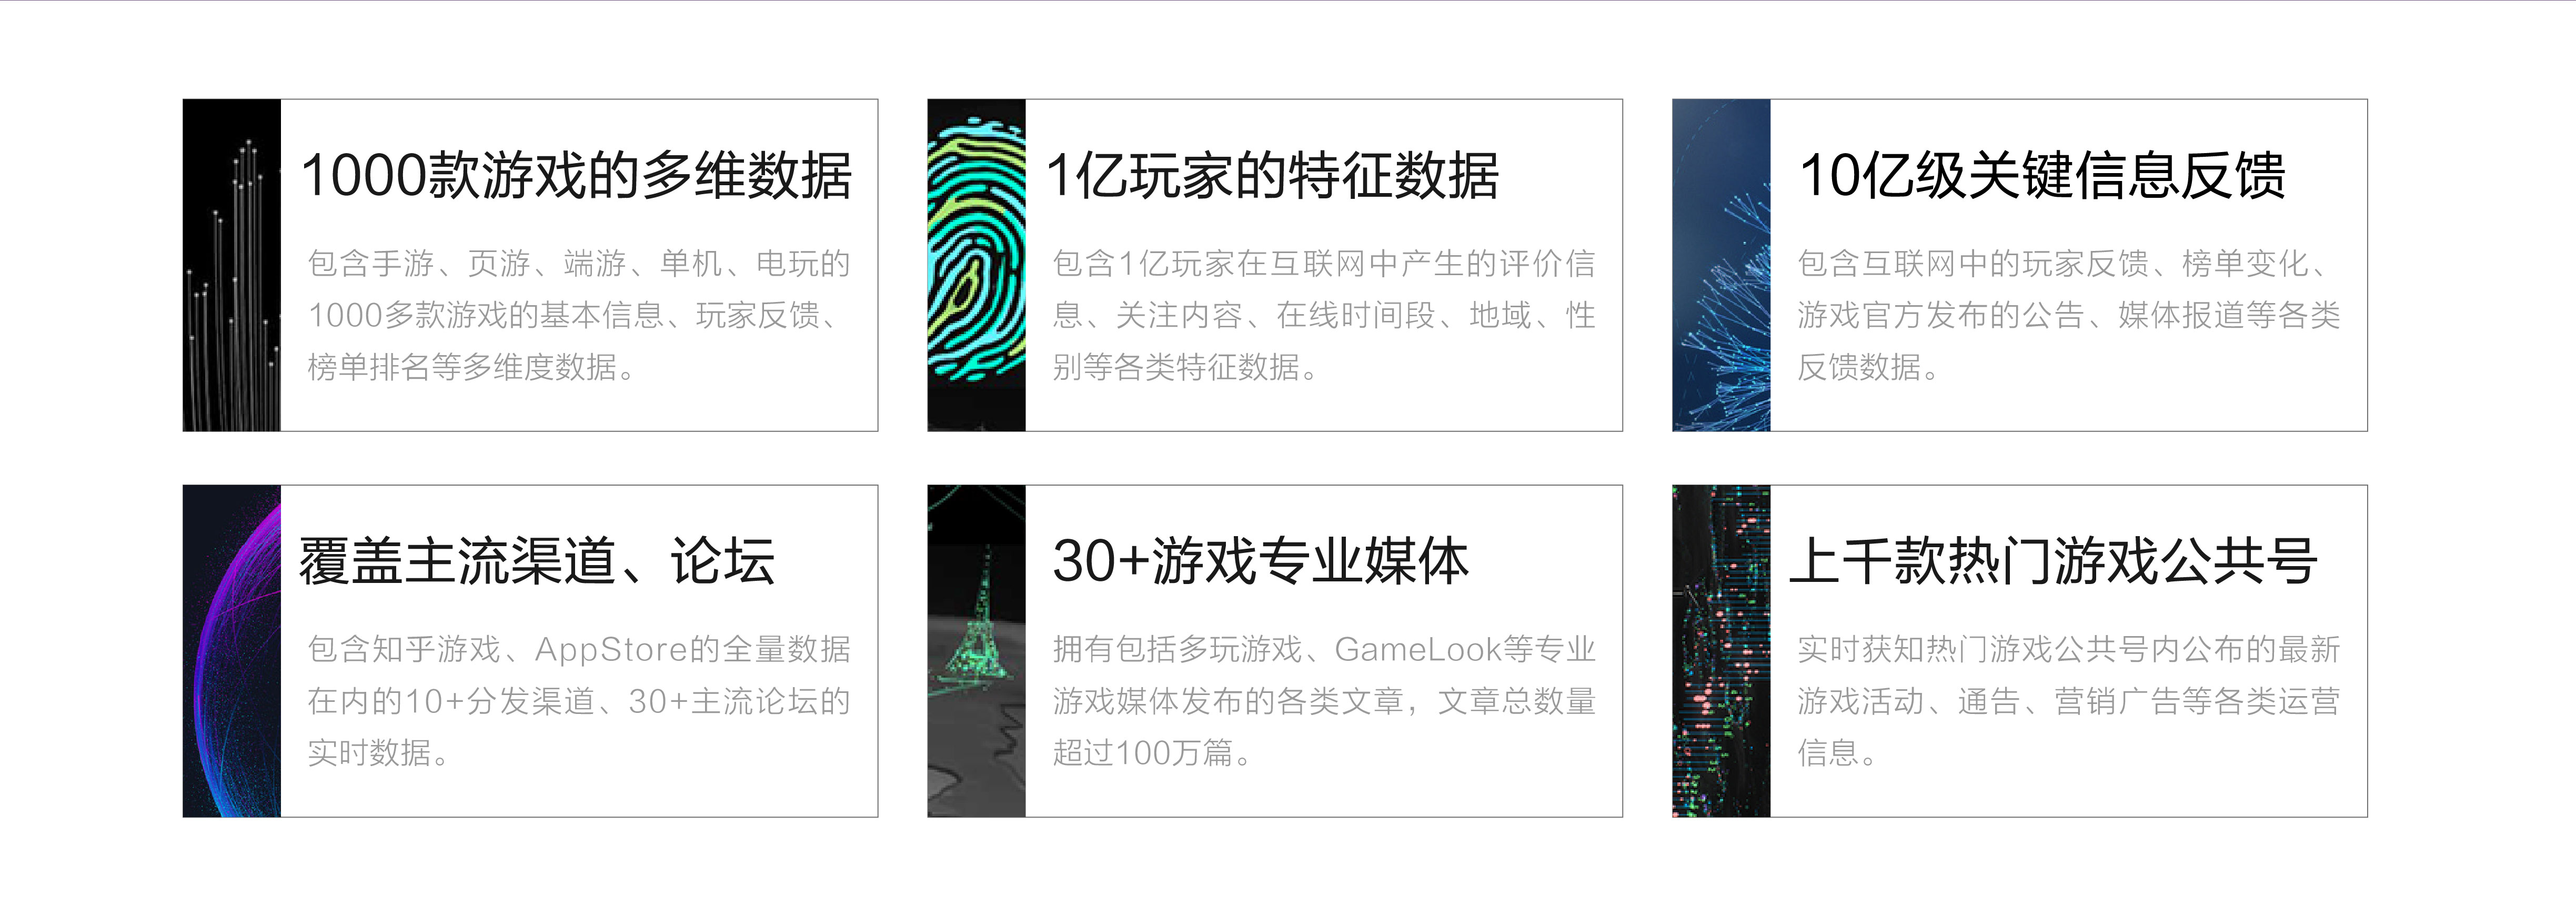 1000款游戏的多维数据
包含手游、页游、端游、单机、电玩的
1000多款游戏的基本信息、玩家反馈、
榜单排名等多维度数据。
1亿玩家的特征数据
包含1亿玩家在互联网中产生的评价信
息、关注内容、在线时间段、地域、性
别等各类特征数据。
10亿级关键信息反馈
包含互联网中的玩家反馈、榜单变化、
游戏官方发布的公告、媒体报道等各类
反馈数据。
覆盖主流渠道、论坛
包含知乎游戏、AppStore的全量数据
在内的10+分发渠道、30+主流论坛的
实时数据。
30+游戏专业媒体
拥有包括多玩游戏、GameLook等专业
游戏媒体发布的各类文章，文章总数量
超过100万篇。
上千款热门游戏公共号
实时获知热门游戏公共号内公布的最新
游戏活动、通告、营销广告等各类运营
信息。